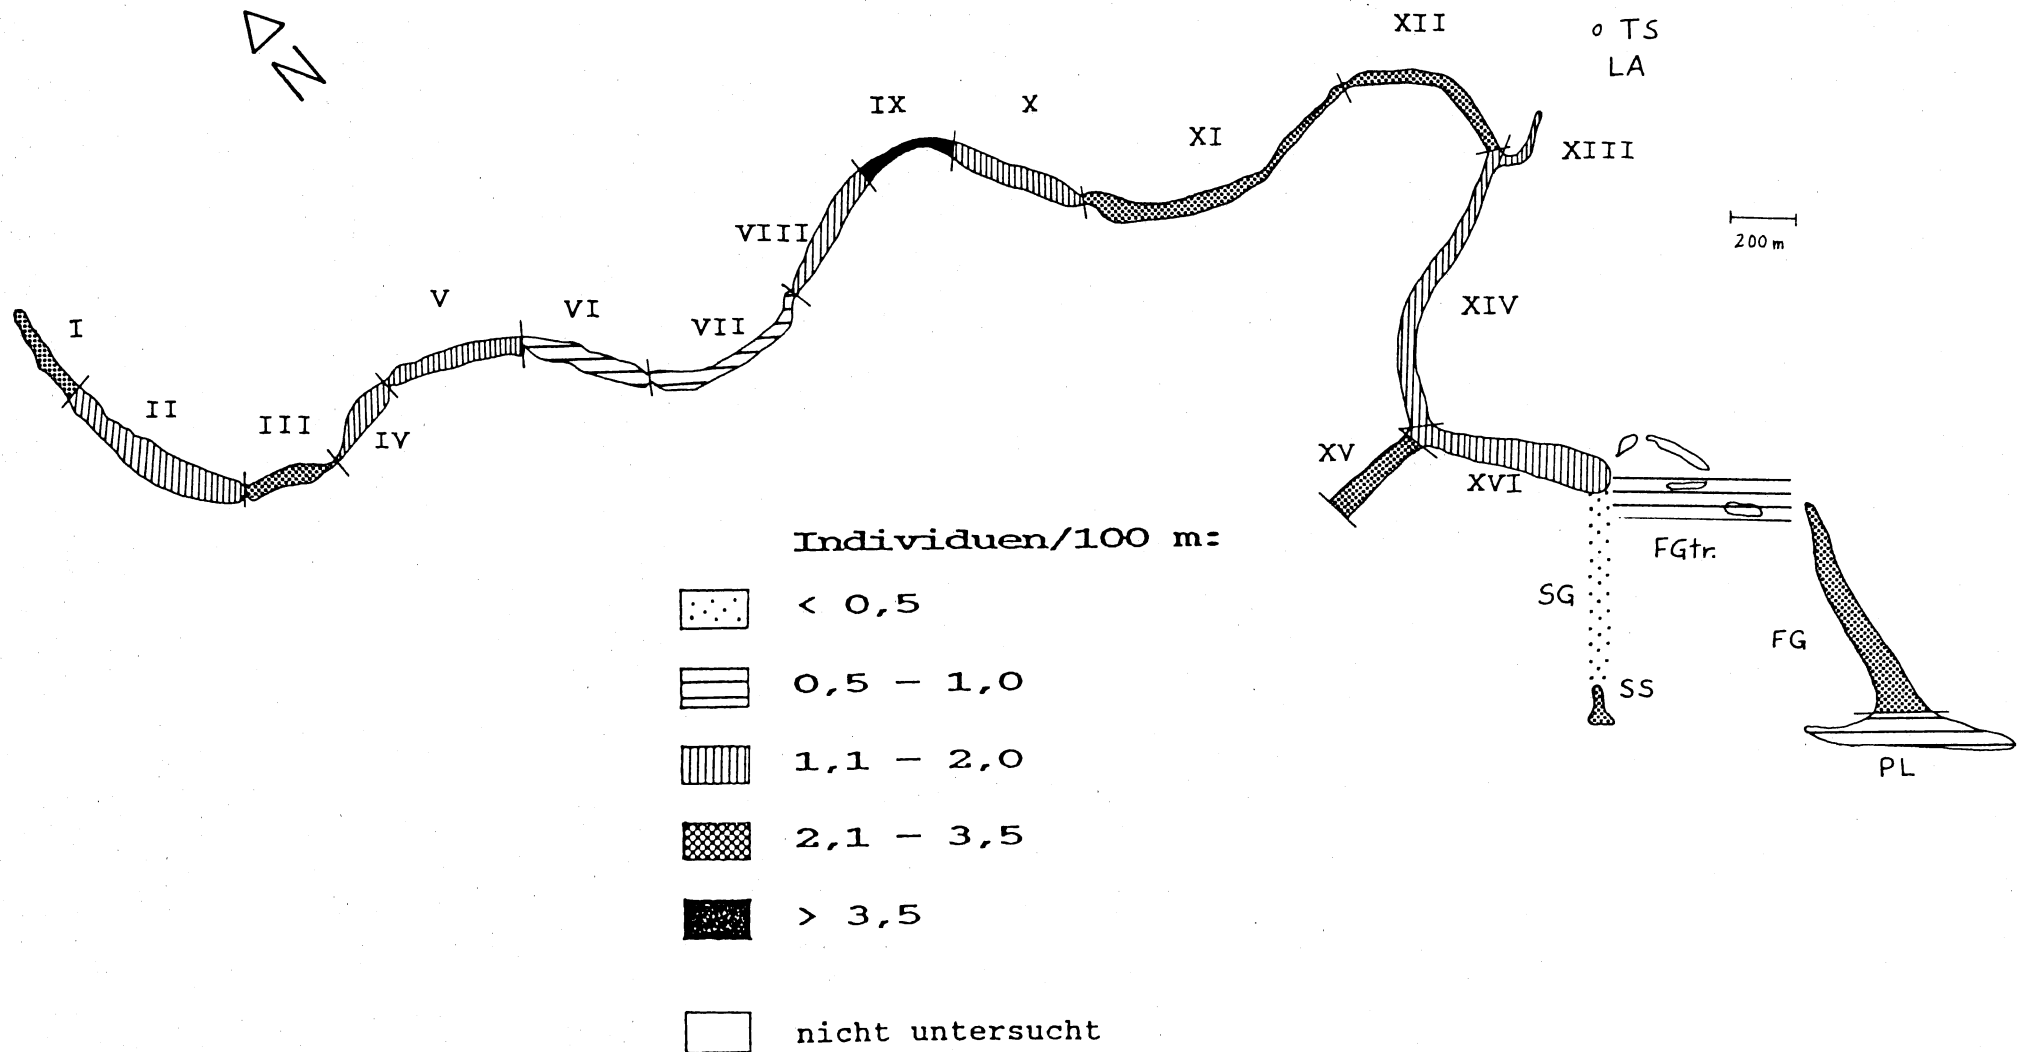 N
XII
o TS
LA
IX
X
XI
XIII
VIII
200 m
V
VI
VII
XIV
I
II
III
IV
XV
XVI
FGtr.
SG
FG
SS
PL
Individuen/100 m:
< 0,5
0,5 – 1,0
1,1 – 2,0
2,1 – 3,5
> 3,5
nicht untersucht